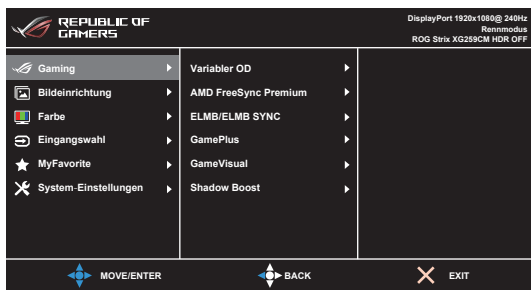 REPUBLIC OF
GAMERS
DisplayPort 1920x1080@ 240Hz
Rennmodus
ROG Strix XG259CM HDR OFF
Gaming
Bildeinrichtung
Farbe
Eingangswahl
MyFavorite
System-Einstellungen
Variabler OD
AMD FreeSync Premium
ELMB/ELMB SYNC
GamePlus
GameVisual
Shadow Boost
MOVE/ENTER
BACK
EXIT